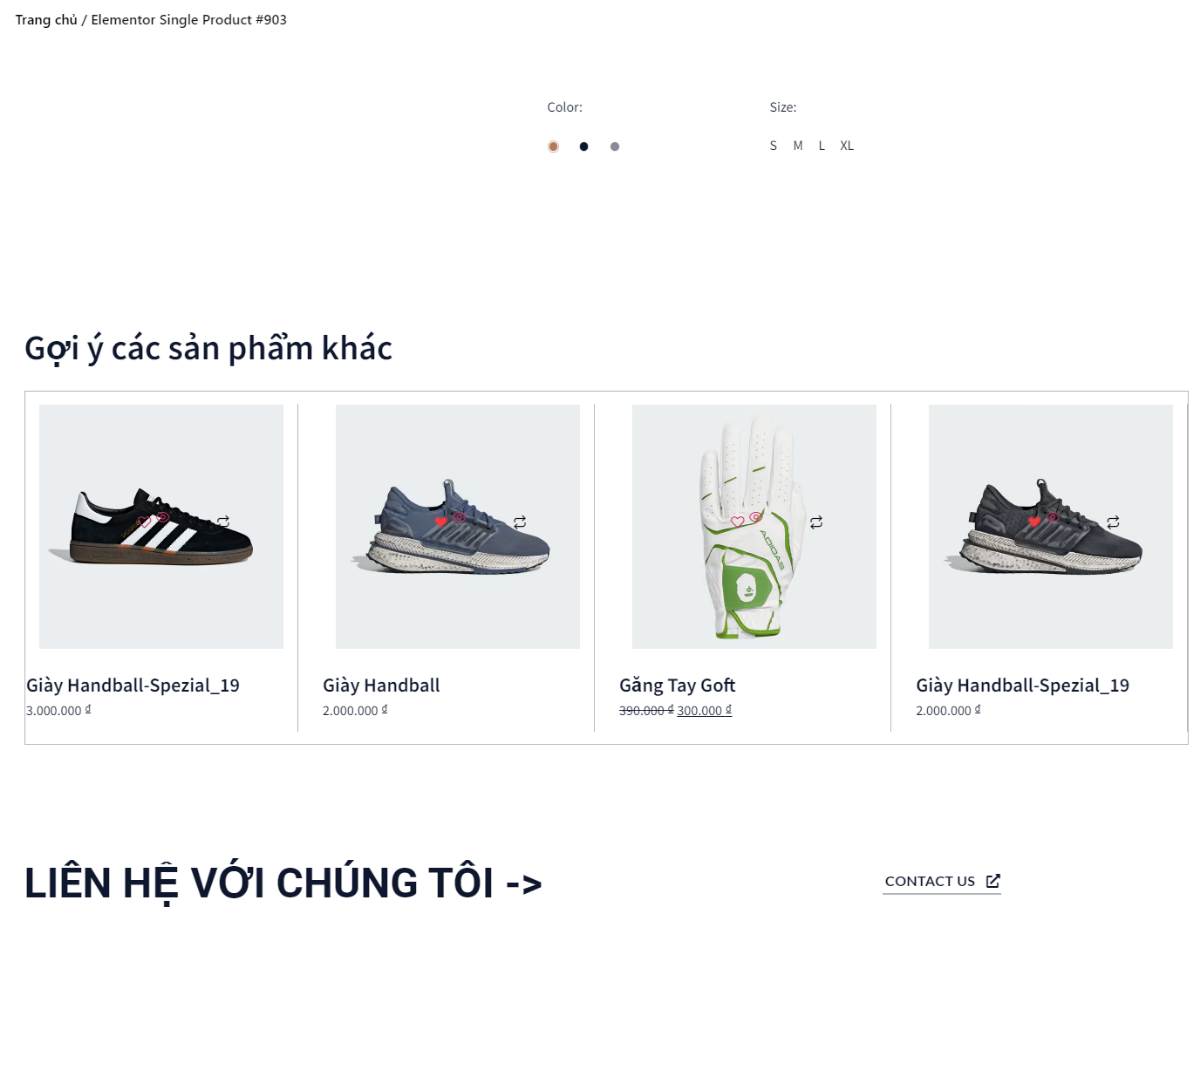 Trang chủ / Elementor Single Product #903
Color:
Size:
S M L XL
Gợi ý các sản phẩm khác
ADIDAS
Giày Handball-Spezial_19
3.000.000 ₫
Giày Handball
2.000.000 ₫
Găng Tay Goft
390.000 ₫ 300.000 ₫
Giày Handball-Spezial_19
2.000.000 ₫
LIÊN HỆ VỚI CHÚNG TÔI ->
CONTACT US